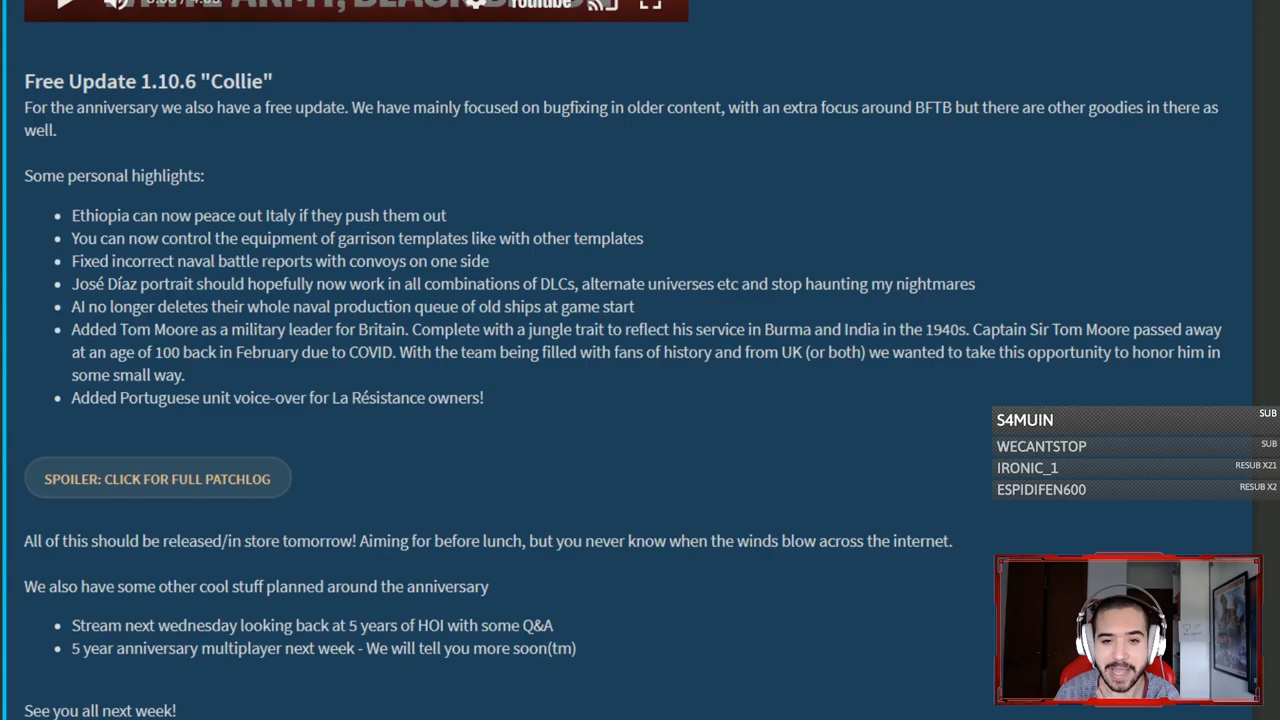 YouTube
Free Update 1.10.6 "Collie"
For the anniversary we also have a free update. We have mainly focused on bugfixing in older content, with an extra focus around BFTB but there are other goodies in there as
well.
Some personal highlights:
Ethiopia can now peace out Italy if they push them out
You can now control the equipment of garrison templates like with other templates
Fixed incorrect naval battle reports with convoys on one side
José Díaz portrait should hopefully now work in all combinations of DLCs, alternate universes etc and stop haunting my nightmares
AI no longer deletes their whole naval production queue of old ships at game start
Added Tom Moore as a military leader for Britain. Complete with a jungle trait to reflect his service in Burma and India in the 1940s. Captain Sir Tom Moore passed away
at an age of 100 back in February due to COVID. With the team being filled with fans of history and from UK (or both) we wanted to take this opportunity to honor him in
some small way.
Added Portuguese unit voice-over for La Résistance owners!
S4MUIN SUB
WECANTSTOP SUB
IRONIC_1 RESUB X21
ESPIDIFEN600 RESUB X2
SPOILER: CLICK FOR FULL PATCHLOG
All of this should be released/in store tomorrow! Aiming for before lunch, but you never know when the winds blow across the internet.
We also have some other cool stuff planned around the anniversary
Stream next wednesday looking back at 5 years of HOI with some Q&A
5 year anniversary multiplayer next week - We will tell you more soon(tm)
See you all next week!